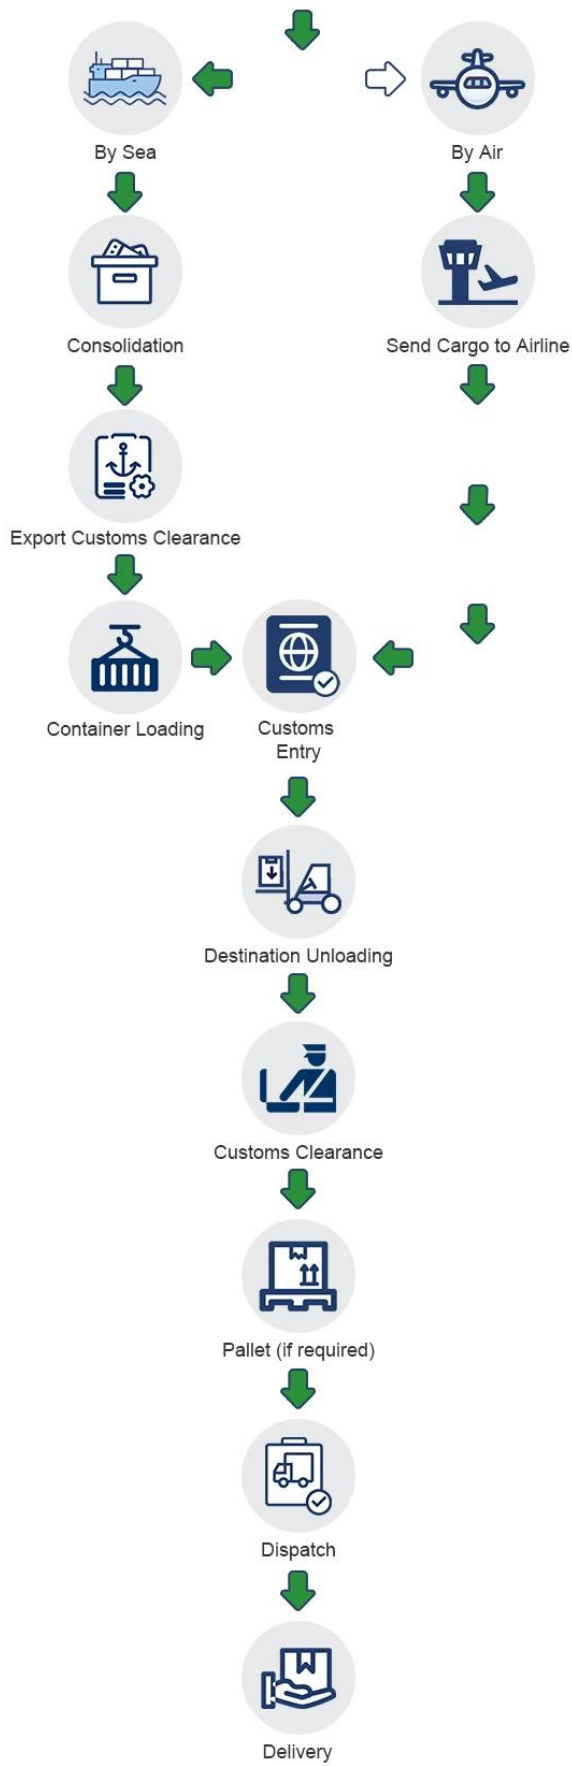 By Sea
By Air
Consolidation
Send Cargo to Airline
Export Customs Clearance
Container Loading
Customs
Entry
Destination Unloading
Customs Clearance
Pallet (if required)
Dispatch
Delivery